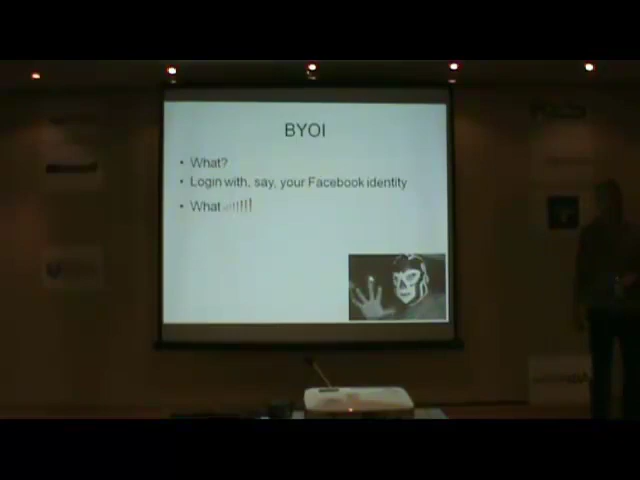 BYOI
• What?
• Login with, say, your Facebook identity
• What